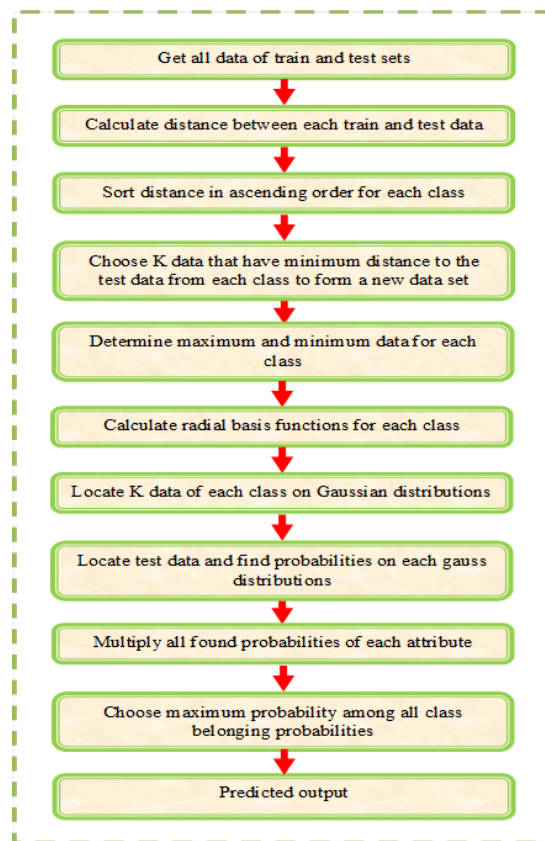 Get all data of train and test sets
Calculate distance between each train and test data
Sort distance in ascending order for each class
Choose K data that have minimum distance to the
test data from each class to form a new data set
Determine maximum and minimum data for each
class
Calculate radial basis functions for each class
Locate K data of each class on Gaussian distributions
Locate test data and find probabilities on each gauss
distributions
Multiply all found probabilities of each attribute
Choose maximum probability among all class
belonging probabilities
Predicted output